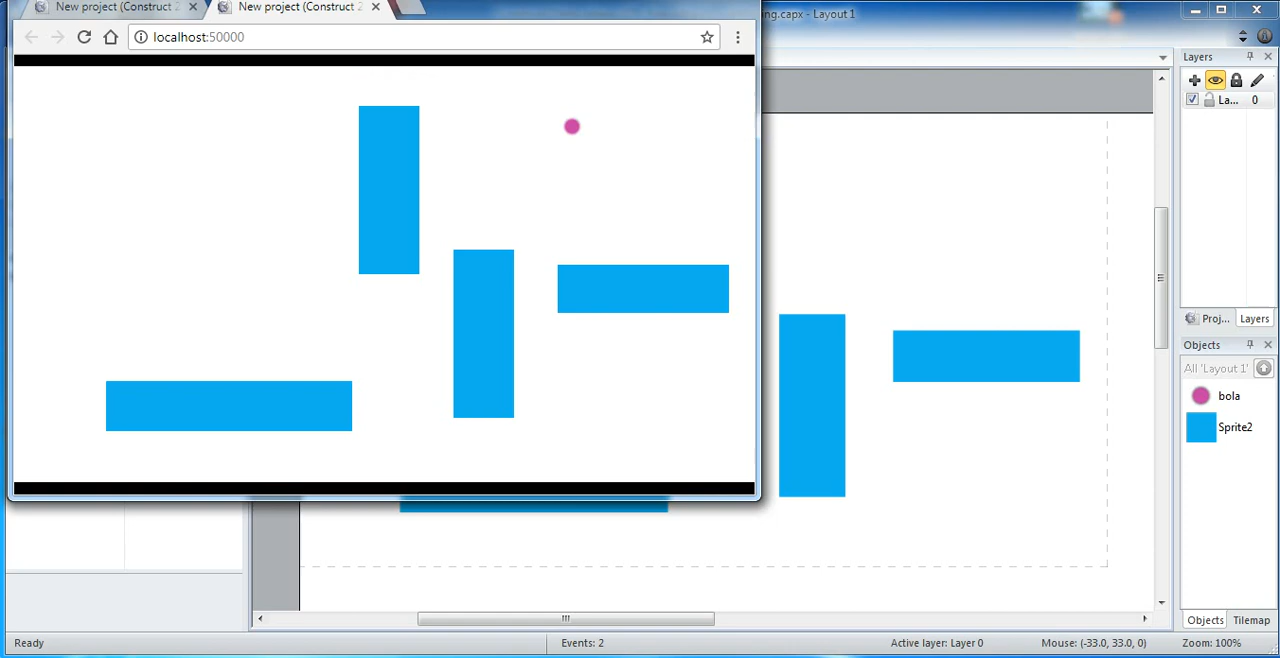 New project (Construct 2
New project (Construct 2
ing.capx - Layout 1
localhost:50000
Layers
La... 0
Proj... Layers
Objects
All 'Layout 1'
bola
Sprite2
Objects Tilemap
Ready
Events: 2
Active layer: Layer 0
Mouse: (-33.0, 33.0, 0)
Zoom: 100%